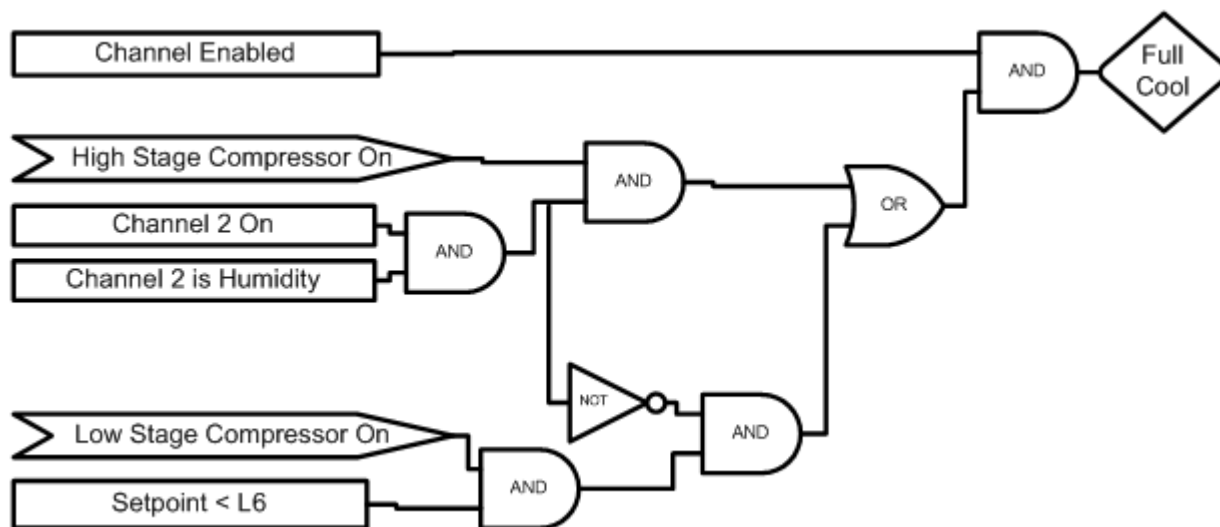 Channel Enabled
AND
Full
Cool
High Stage Compressor On
AND
OR
Channel 2 On
AND
Channel 2 is Humidity
NOT
AND
Low Stage Compressor On
AND
Setpoint < L6